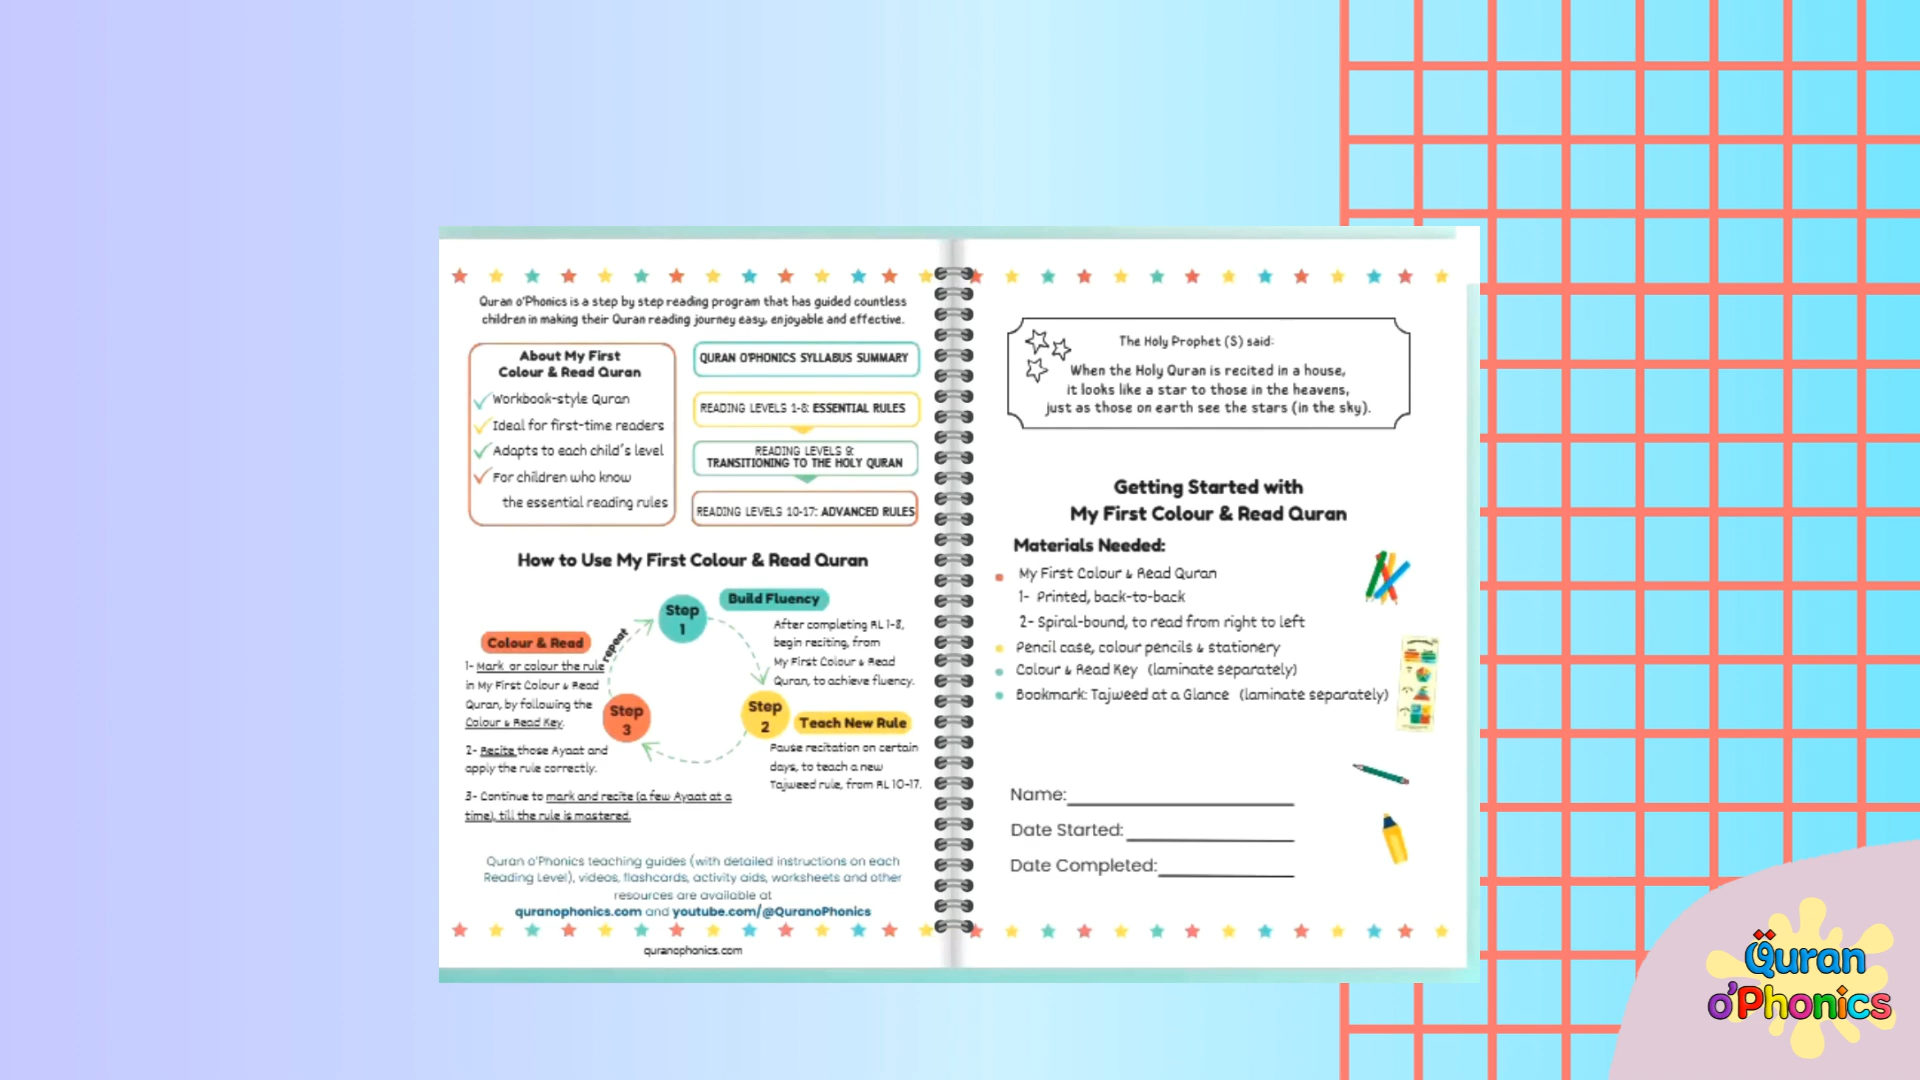 Quran o'Phonics is a step by step reading program that has guided countless
children in making their Quran reading journey easy, enjoyable and effective.
About My First
Colour & Read Quran
Workbook-style Quran
Ideal for first-time readers
Adapts to each child's level
For children who know
the essential reading rules
QURAN O'PHONICS SYLLABUS SUMMARY
READING LEVELS 1-8: ESSENTIAL RULES
READING LEVELS 9:
TRANSITIONING TO THE HOLY QURAN
READING LEVELS 10-17: ADVANCED RULES
How to Use My First Colour & Read Quran
Step
1
Build Fluency
After completing RL 1-8,
begin reciting, from
My First Colour & Read
Quran, to achieve fluency.
Step
2
Teach New Rule
Pause recitation on certain
days, to teach a new
Tajweed rule, from RL 10-17.
Step
3
repeat
Colour & Read
1- Mark or colour the rule
in My First Colour & Read
Quran, by following the
Colour & Read Key.
2- Recite those Ayaat and
apply the rule correctly.
3- Continue to mark and recite (a few Ayaat at a
time), till the rule is mastered.
Quran o'Phonics teaching guides (with detailed instructions on each
Reading Level), videos, flashcards, activity aids, worksheets and other
resources are available at
quranophonics.com and youtube.com/@QuranoPhonics
quranophonics.com
The Holy Prophet (S) said:
When the Holy Quran is recited in a house,
it looks like a star to those in the heavens,
just as those on earth see the stars (in the sky).
Getting Started with
My First Colour & Read Quran
Materials Needed:
My First Colour & Read Quran
1- Printed, back-to-back
2- Spiral-bound, to read from right to left
Pencil case, colour pencils & stationery
Colour & Read Key (laminate separately)
Bookmark: Tajweed at a Glance (laminate separately)
Name:
Date Started:
Date Completed:
Quran
o'Phonics